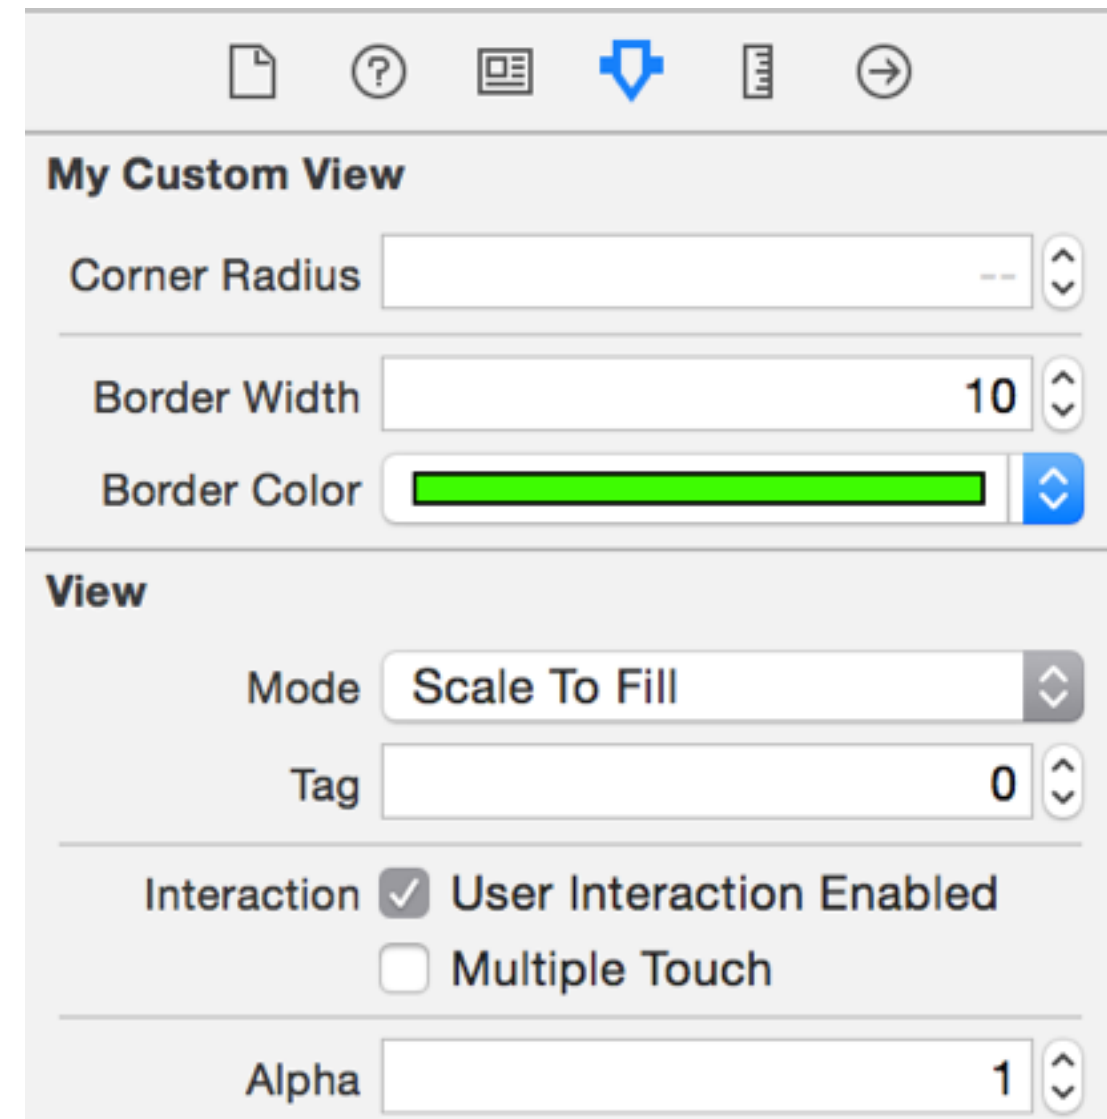 My Custom View
Corner Radius --
Border Width 10
Border Color
View
Mode Scale To Fill
Tag 0
Interaction User Interaction Enabled
Multiple Touch
Alpha 1